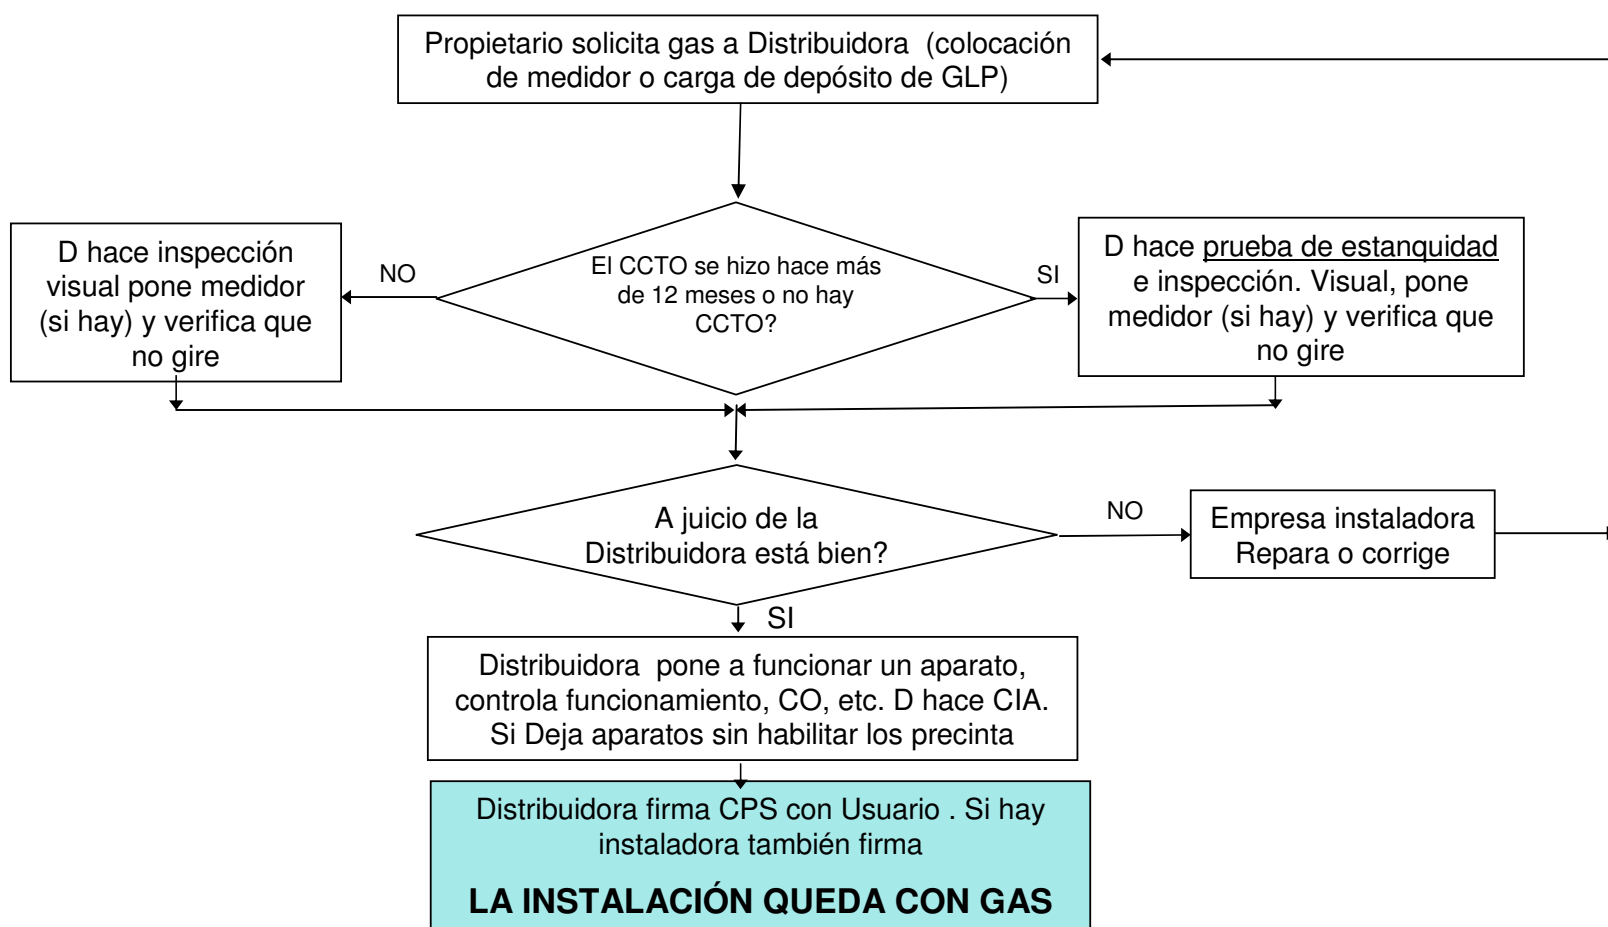 Propietario solicita gas a Distribuidora (colocación
de medidor o carga de depósito de GLP)
D hace inspección
visual pone medidor
(si hay) y verifica que
no gire
NO
El CCTO se hizo hace más
de 12 meses o no hay
CCTO?
SI
D hace prueba de estanquidad
e inspección. Visual, pone
medidor (si hay) y verifica que
no gire
A juicio de la
Distribuidora está bien?
NO
Empresa instaladora
Repara o corrige
SI
Distribuidora pone a funcionar un aparato,
controla funcionamiento, CO, etc. D hace CIA.
Si Deja aparatos sin habilitar los precinta
Distribuidora firma CPS con Usuario . Si hay
instaladora también firma
LA INSTALACIÓN QUEDA CON GAS